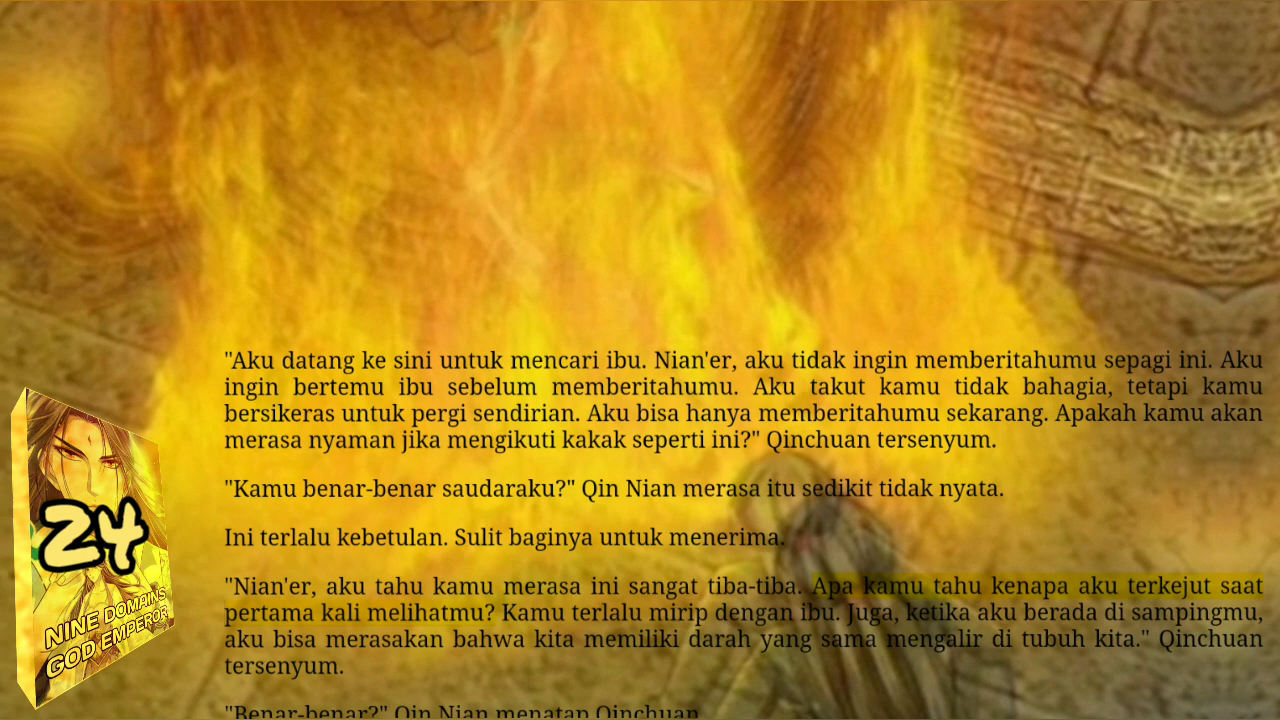 "Aku datang ke sini untuk mencari ibu. Nian'er, aku tidak ingin memberitahumu sepagi ini. Aku
ingin bertemu ibu sebelum memberitahumu. Aku takut kamu tidak bahagia, tetapi kamu
bersikeras untuk pergi sendirian. Aku bisa hanya memberitahumu sekarang. Apakah kamu akan
merasa nyaman jika mengikuti kakak seperti ini?" Qinchuan tersenyum.
"Kamu benar-benar saudaraku?" Qin Nian merasa itu sedikit tidak nyata.
Ini terlalu kebetulan. Sulit baginya untuk menerima.
"Nian'er, aku tahu kamu merasa ini sangat tiba-tiba. Apa kamu tahu kenapa aku terkejut saat
pertama kali melihatmu? Kamu terlalu mirip dengan ibu. Juga, ketika aku berada di sampingmu,
aku bisa merasakan bahwa kita memiliki darah yang sama mengalir di tubuh kita." Qinchuan
tersenyum.
"Benar-benar?" Qin Nian menatap Qinchuan
24
NINE DOMAINS
GOD EMPEROR